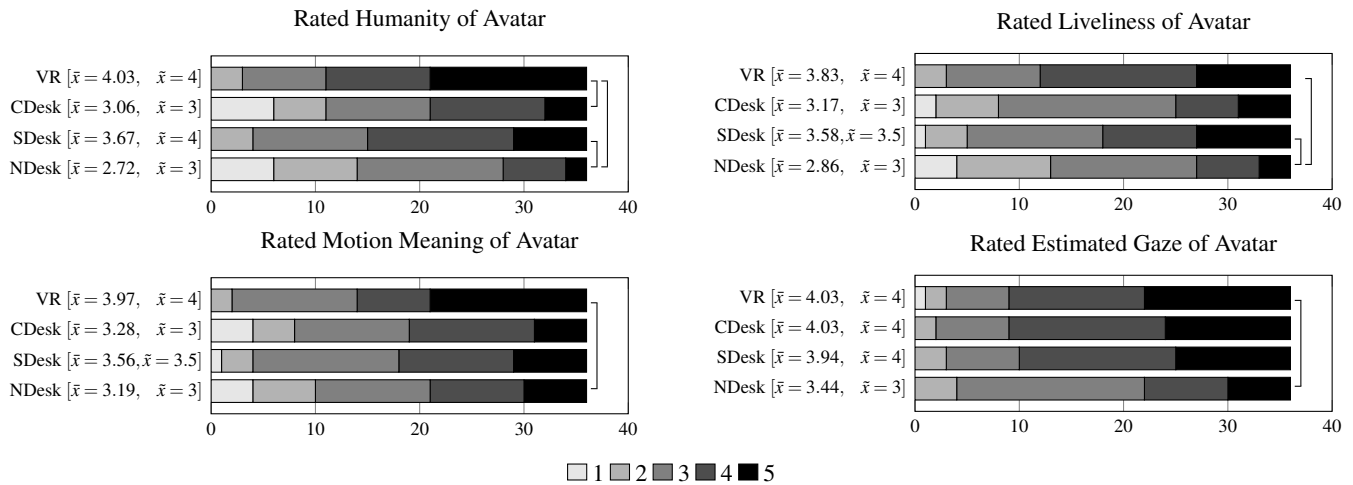 Rated Humanity of Avatar
VR [x̄ = 4.03, x̃ = 4]
CDesk [x̄ = 3.06, x̃ = 3]
SDesk [x̄ = 3.67, x̃ = 4]
NDesk [x̄ = 2.72, x̃ = 3]
0 10 20 30 40
Rated Liveliness of Avatar
VR [x̄ = 3.83, x̃ = 4]
CDesk [x̄ = 3.17, x̃ = 3]
SDesk [x̄ = 3.58, x̃ = 3.5]
NDesk [x̄ = 2.86, x̃ = 3]
0 10 20 30 40
Rated Motion Meaning of Avatar
VR [x̄ = 3.97, x̃ = 4]
CDesk [x̄ = 3.28, x̃ = 3]
SDesk [x̄ = 3.56, x̃ = 3.5]
NDesk [x̄ = 3.19, x̃ = 3]
0 10 20 30 40
Rated Estimated Gaze of Avatar
VR [x̄ = 4.03, x̃ = 4]
CDesk [x̄ = 4.03, x̃ = 4]
SDesk [x̄ = 3.94, x̃ = 4]
NDesk [x̄ = 3.44, x̃ = 3]
0 10 20 30 40
1 2 3 4 5